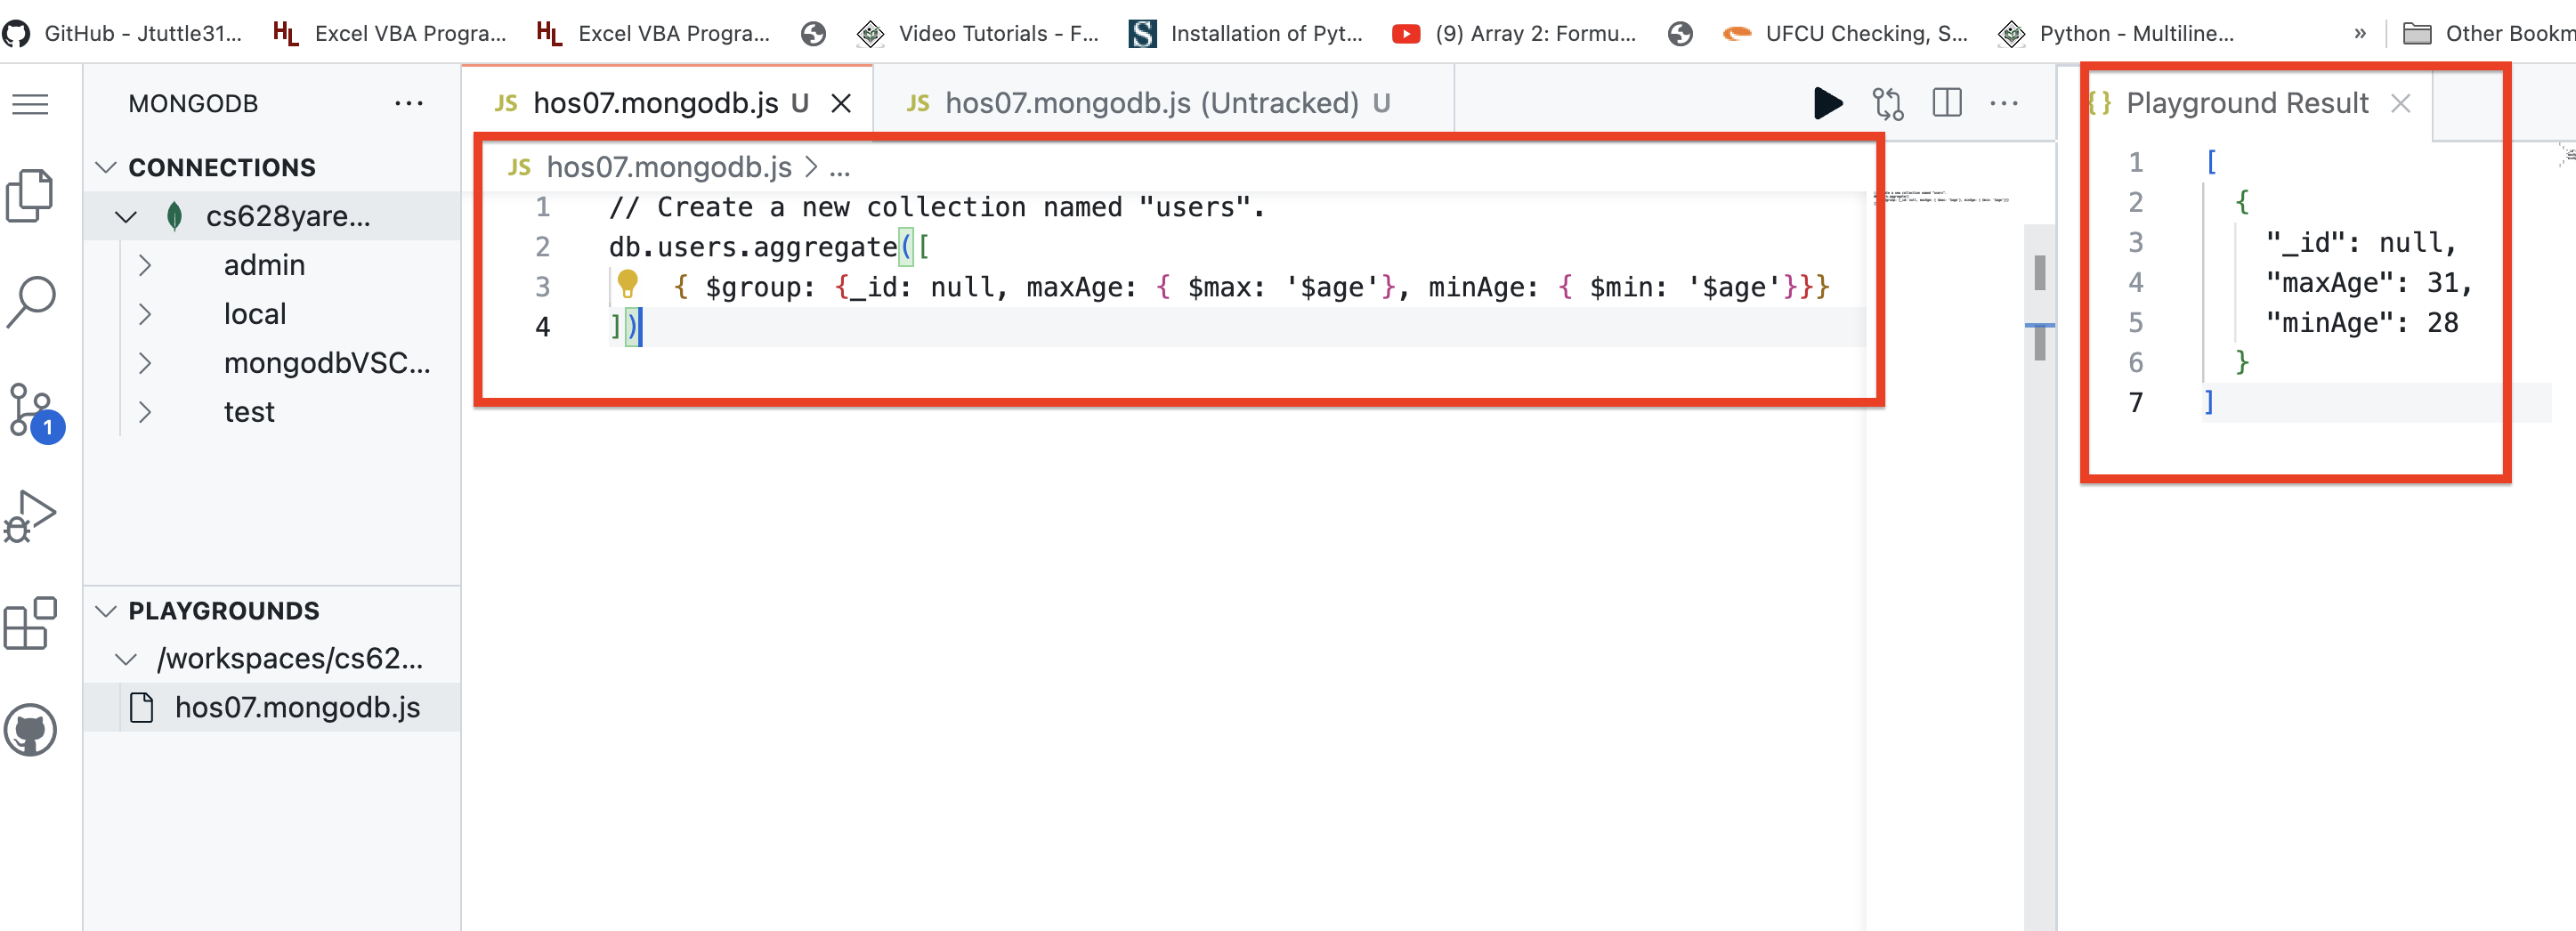 GitHub - Jtuttle31...
HL Excel VBA Progra...
HL Excel VBA Progra...
Video Tutorials - F...
S Installation of Pyt...
(9) Array 2: Formu...
UFCU Checking, S...
Python - Multiline...
»
Other Bookm
MONGODB ...
CONNECTIONS
cs628yare...
admin
local
mongodbVSC...
test
1
PLAYGROUNDS
/workspaces/cs62...
hos07.mongodb.js
JS hos07.mongodb.js U
JS hos07.mongodb.js (Untracked) U
...
JS hos07.mongodb.js > ...
1 // Create a new collection named "users".
2 db.users.aggregate([
3 { $group: {_id: null, maxAge: { $max: '$age'}, minAge: { $min: '$age'}}}
4 ])
{} Playground Result
1 [
2 {
3 "_id": null,
4 "maxAge": 31,
5 "minAge": 28
6 }
7 ]